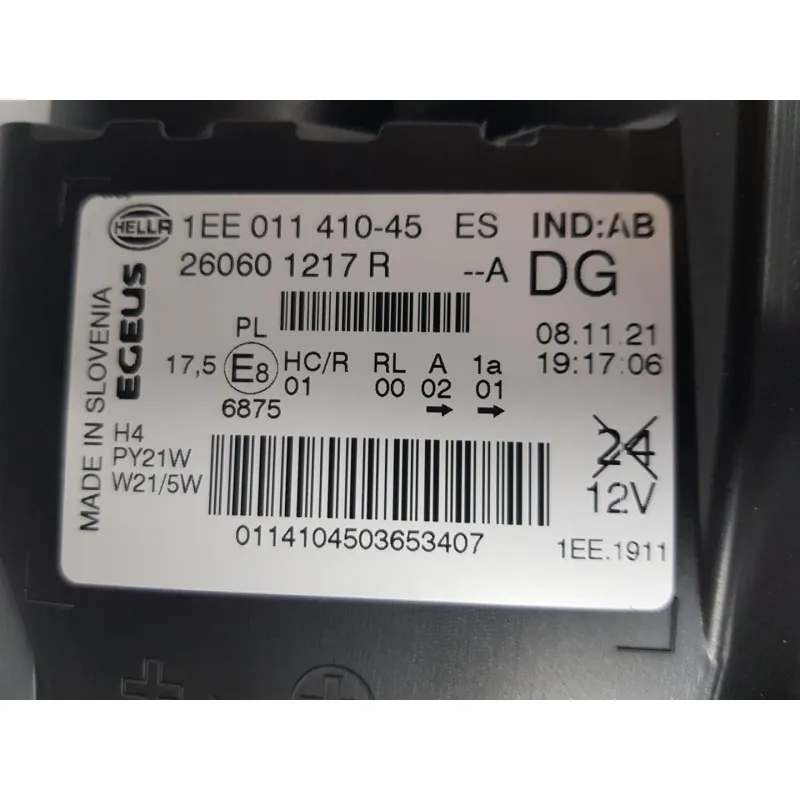 HELLA 1EE 011 410-45 ES IND:AB
26060 1217 R --A DG
MADE IN SLOVENIA
EGEUS
PL
08.11.21
19:17:06
17,5 E8 HC/R RL A 1a
01 00 02 01
6875 → →
H4
PY21W
W21/5W
24
12V
0114104503653407
1EE.1911